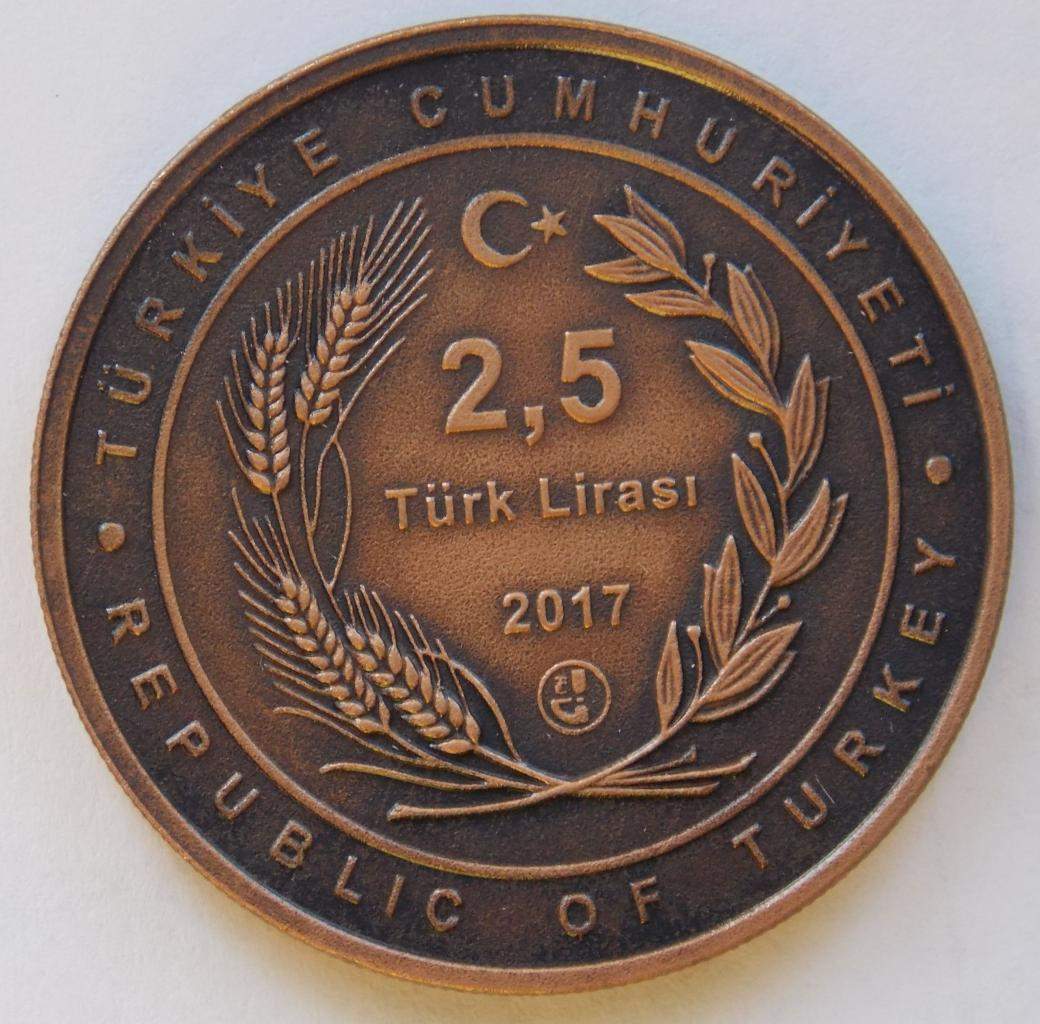 TÜRKİYE CUMHURİYETİ
2,5
Türk Lirası
2017
REPUBLIC OF TURKEY